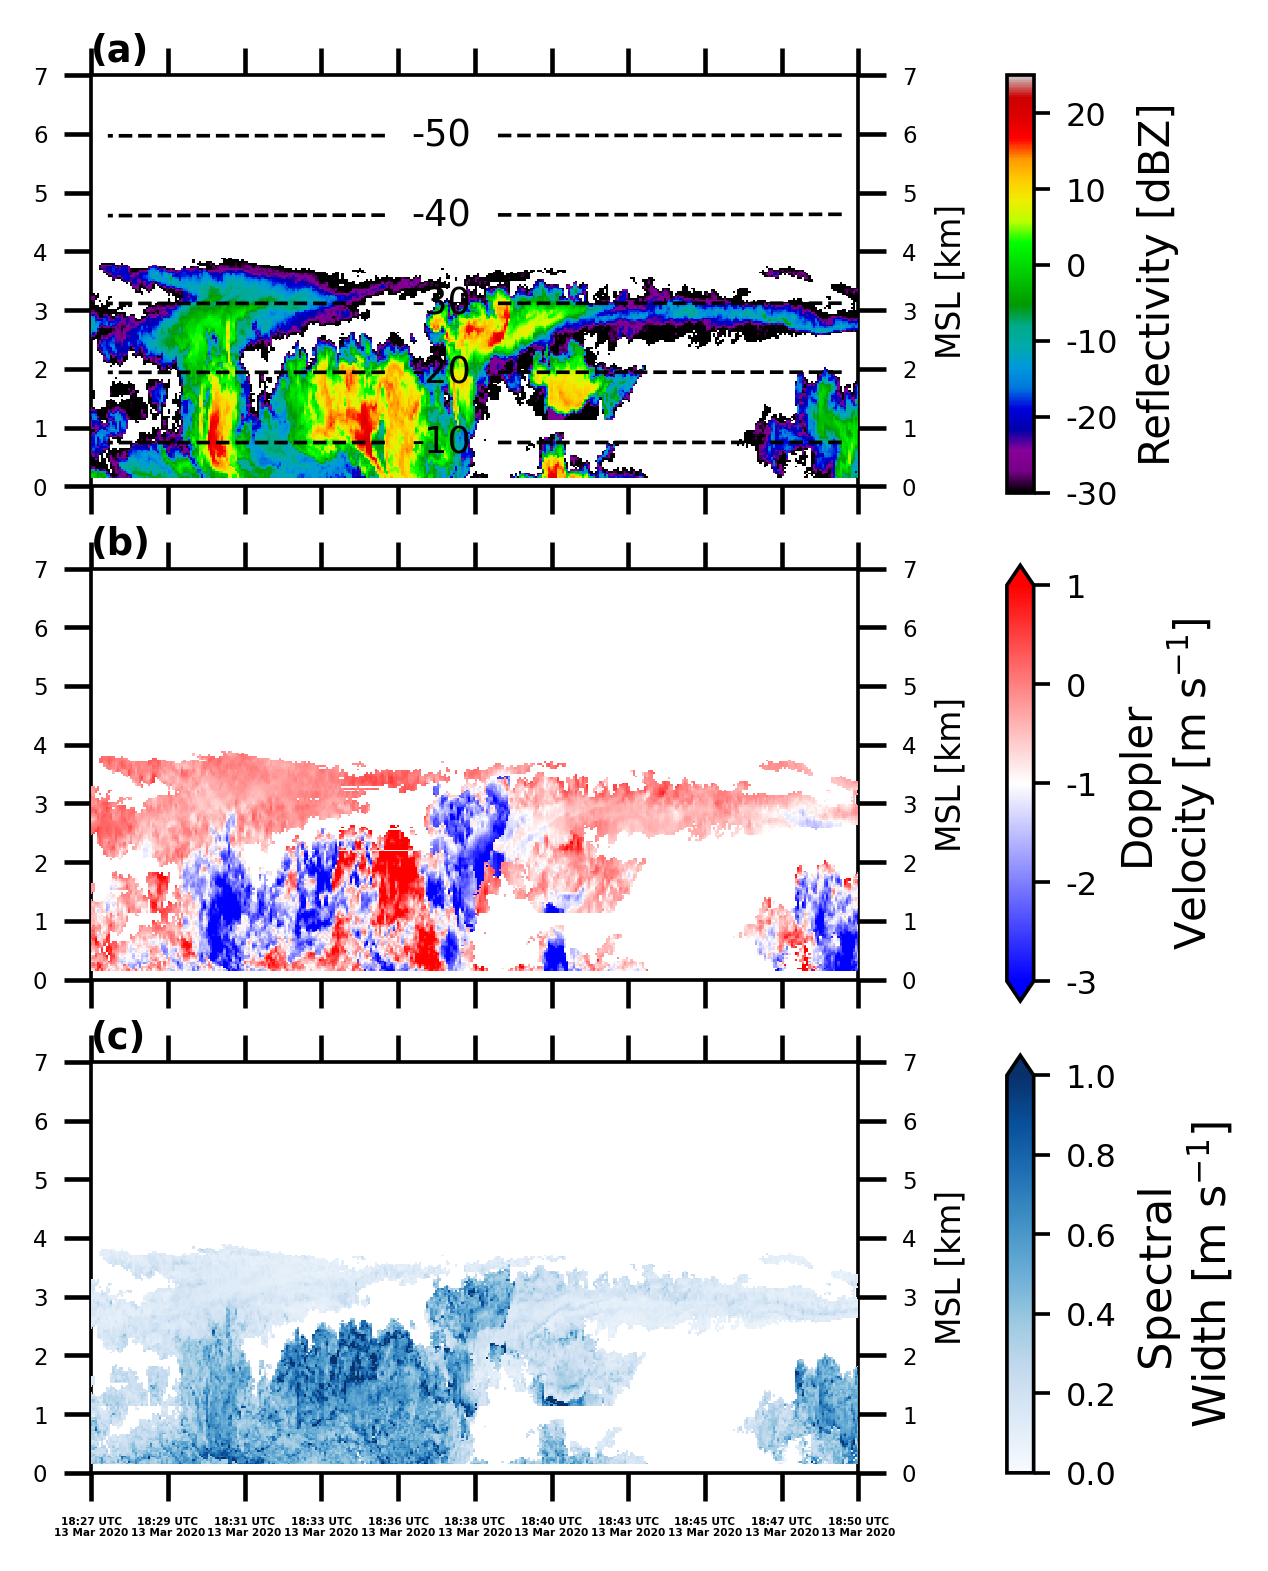 (a)
7 7
6 -50 6
5 5
-40
4 4
3 -30 3
2 -20 2
1 -10 1
0 0
MSL [km]
20
10
0
-10
-20
-30
Reflectivity [dBZ]
(b)
7 7
6 6
5 5
4 4
3 3
2 2
1 1
0 0
MSL [km]
1
0
-1
-2
-3
Doppler
Velocity [m s⁻¹]
(c)
7 7
6 6
5 5
4 4
3 3
2 2
1 1
0 0
MSL [km]
1.0
0.8
0.6
0.4
0.2
0.0
Spectral
Width [m s⁻¹]
18:27 UTC 18:29 UTC 18:31 UTC 18:33 UTC 18:36 UTC 18:38 UTC 18:40 UTC 18:43 UTC 18:45 UTC 18:47 UTC 18:50 UTC
13 Mar 2020 13 Mar 2020 13 Mar 2020 13 Mar 2020 13 Mar 2020 13 Mar 2020 13 Mar 2020 13 Mar 2020 13 Mar 2020 13 Mar 2020 13 Mar 2020